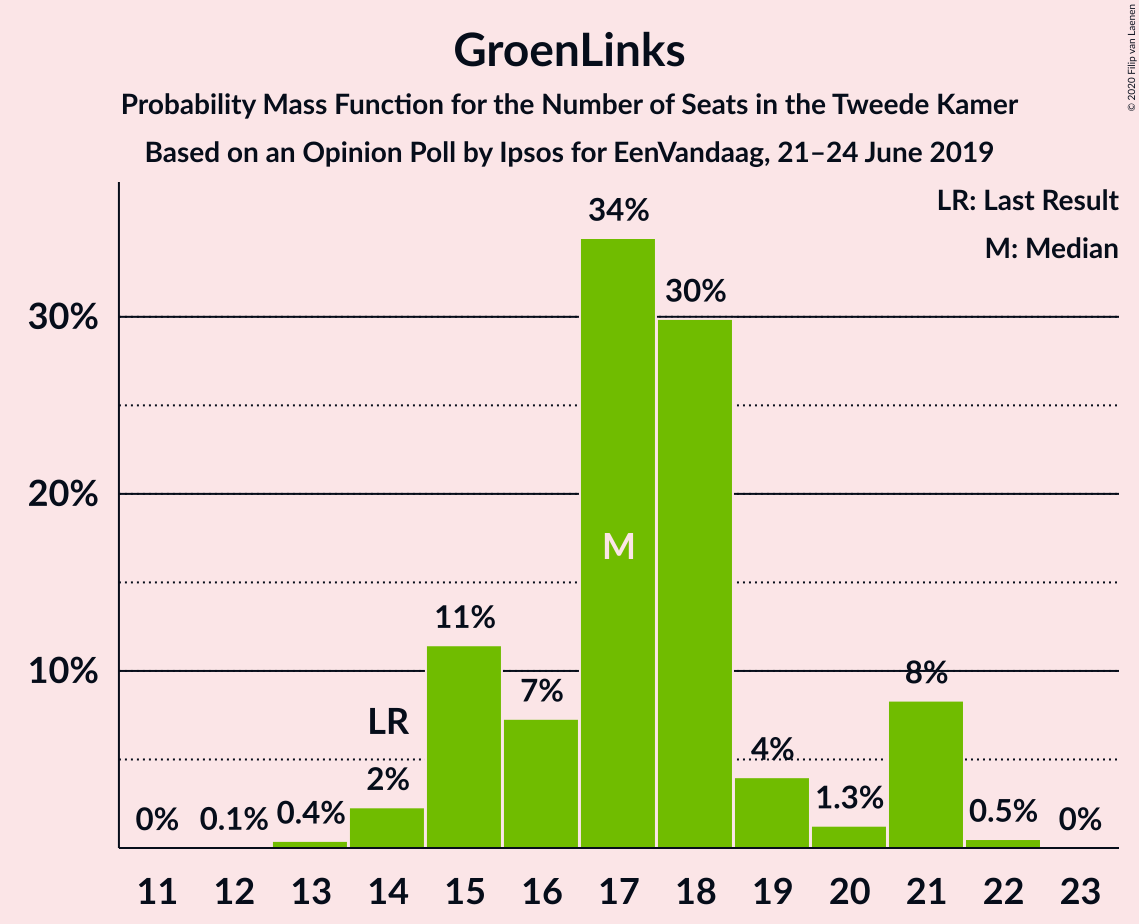 GroenLinks
Probability Mass Function for the Number of Seats in the Tweede Kamer
Based on an Opinion Poll by Ipsos for EenVandaag, 21–24 June 2019
© 2020 Filip van Laenen
LR: Last Result
M: Median
30%
20%
10%
0%
0.1%
0.4%
LR
2%
11%
7%
34%
M
30%
4%
1.3%
8%
0.5%
0%
11 12 13 14 15 16 17 18 19 20 21 22 23